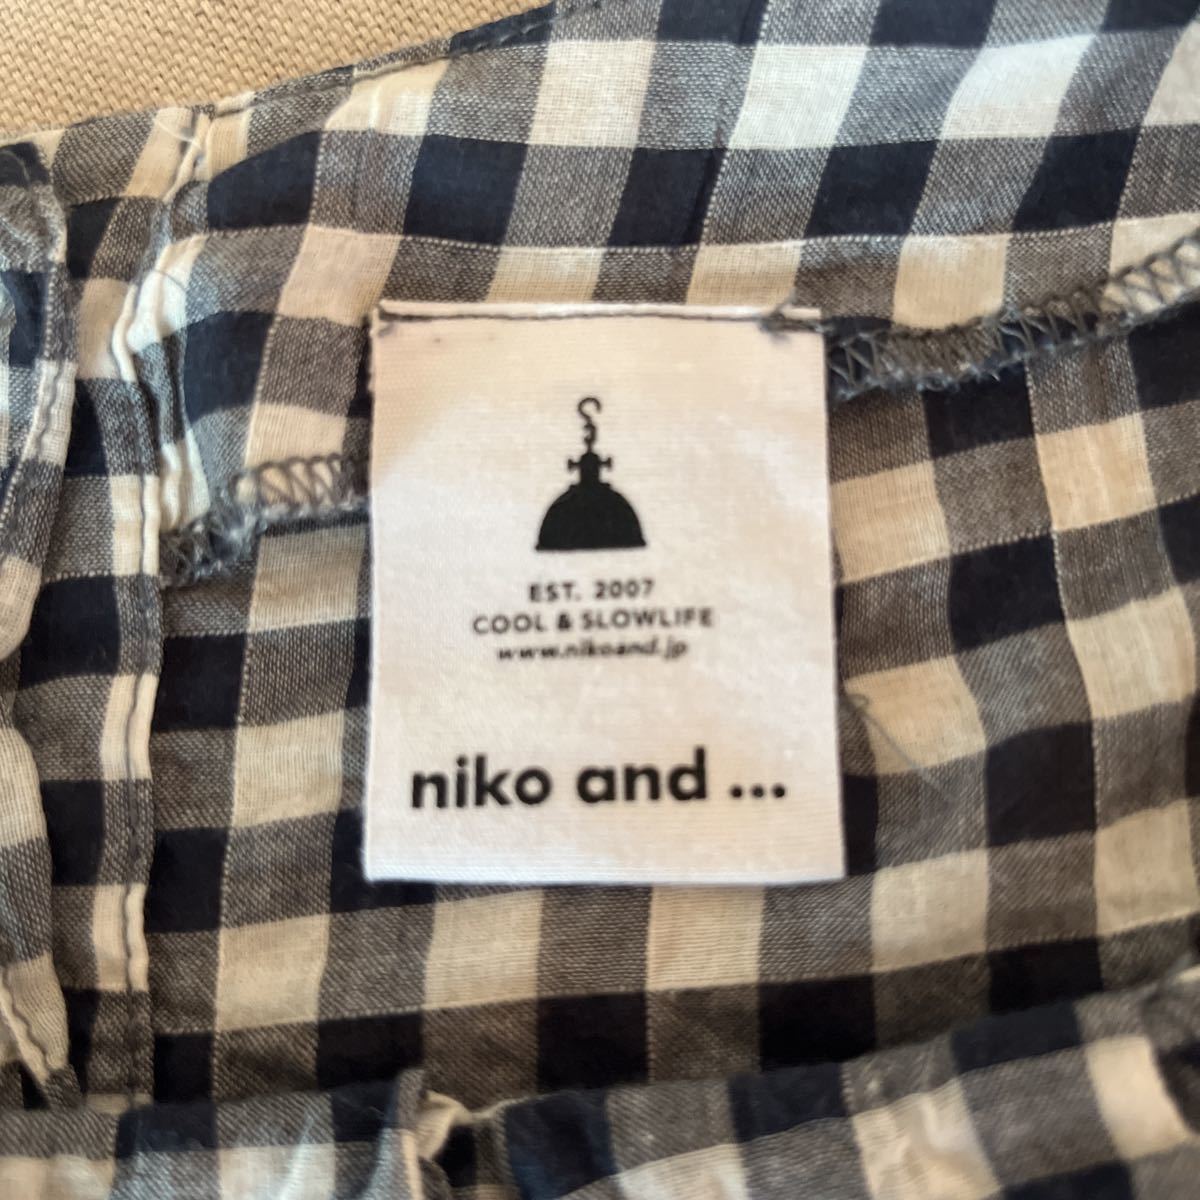 EST. 2007
COOL & SLOWLIFE
www.nikoand.jp
niko and ...